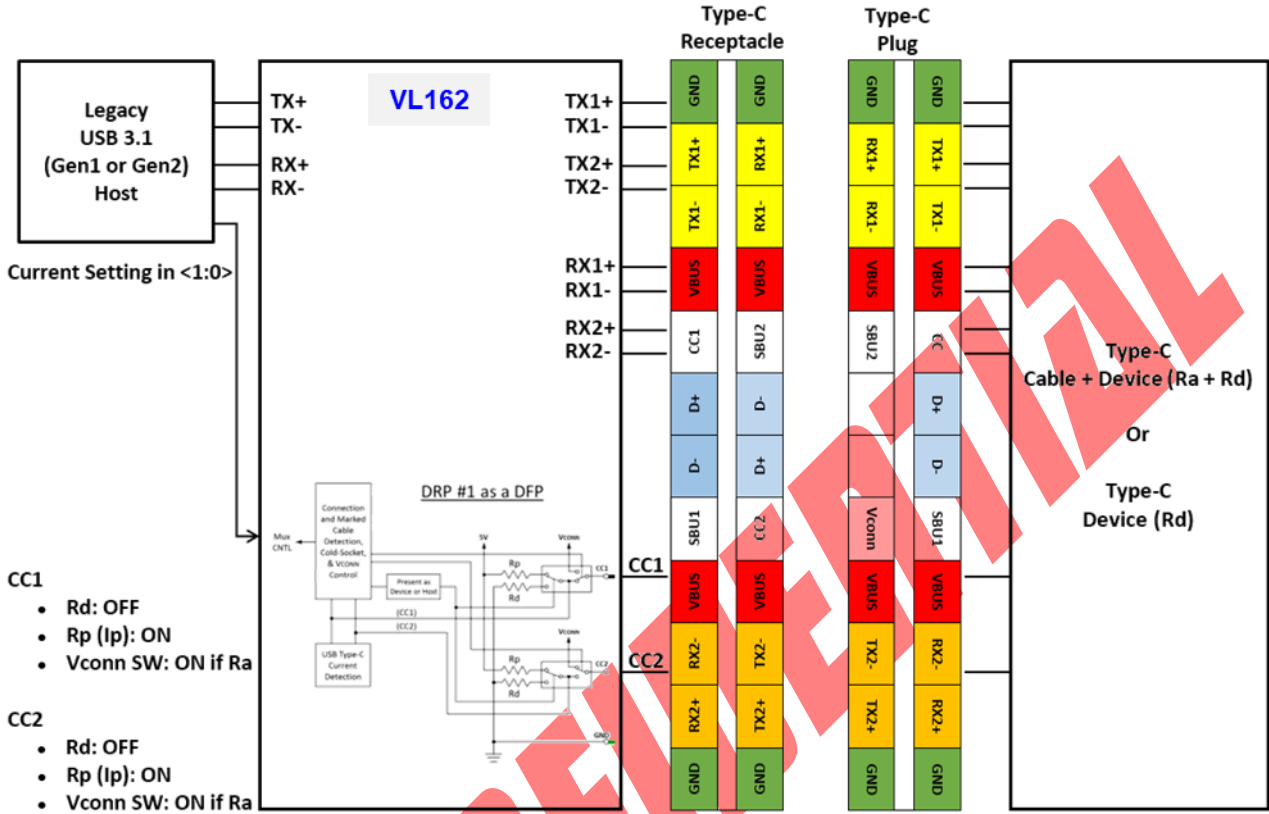 Type-C
Receptacle
Type-C
Plug
Legacy
USB 3.1
(Gen1 or Gen2)
Host
TX+
TX-
RX+
RX-
VL162
TX1+
TX1-
TX2+
TX2-
RX1+
RX1-
RX2+
RX2-
CC1
CC2
Current Setting in <1:0>
GND
TX1+
TX1-
VBUS
CC1
D+
D-
SBU1
VBUS
RX2-
RX2+
GND
GND
RX1+
RX1-
VBUS
SBU2
D-
D+
CC2
VBUS
TX2-
TX2+
GND
GND
RX1+
RX1-
VBUS
SBU2
Vconn
VBUS
TX2-
TX2+
GND
GND
TX1+
TX1-
VBUS
CC
D+
D-
SBU1
VBUS
RX2-
RX2+
GND
Type-C
Cable + Device (Ra + Rd)
Or
Type-C
Device (Rd)
DRP #1 as a DFP
Mux
CNTL
Connection
and Marked
Cable
Detection,
Cold-Socket,
& VCONN
Control
Present as
Device or Host
(CC1)
(CC2)
USB Type-C
Current
Detection
5V
Vconn
Rp
Rd
CC1
Vconn
Rp
Rd
CC2
GND
CC1
• Rd: OFF
• Rp (Ip): ON
• Vconn SW: ON if Ra
CC2
• Rd: OFF
• Rp (Ip): ON
• Vconn SW: ON if Ra